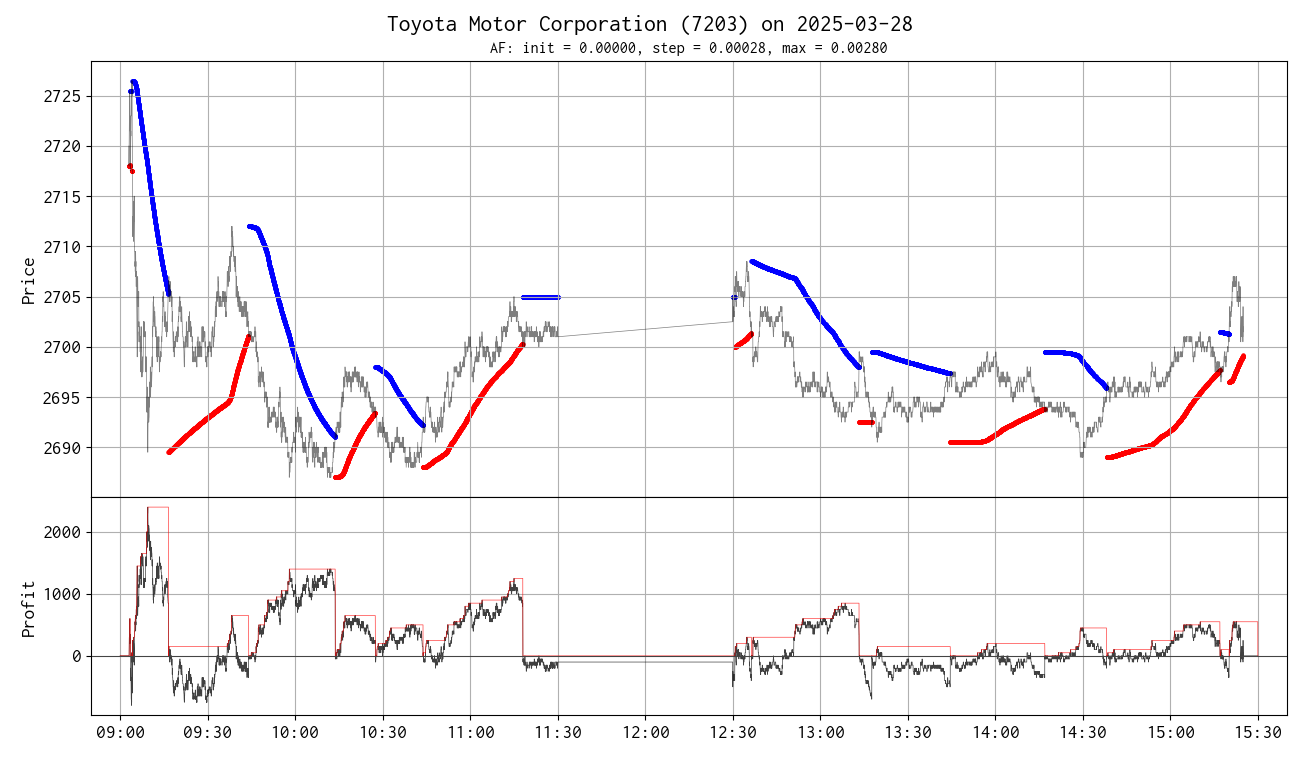 Toyota Motor Corporation (7203) on 2025-03-28
AF: init = 0.00000, step = 0.00028, max = 0.00280
Price
2725
2720
2715
2710
2705
2700
2695
2690
Profit
2000
1000
0
09:00 09:30 10:00 10:30 11:00 11:30 12:00 12:30 13:00 13:30 14:00 14:30 15:00 15:30